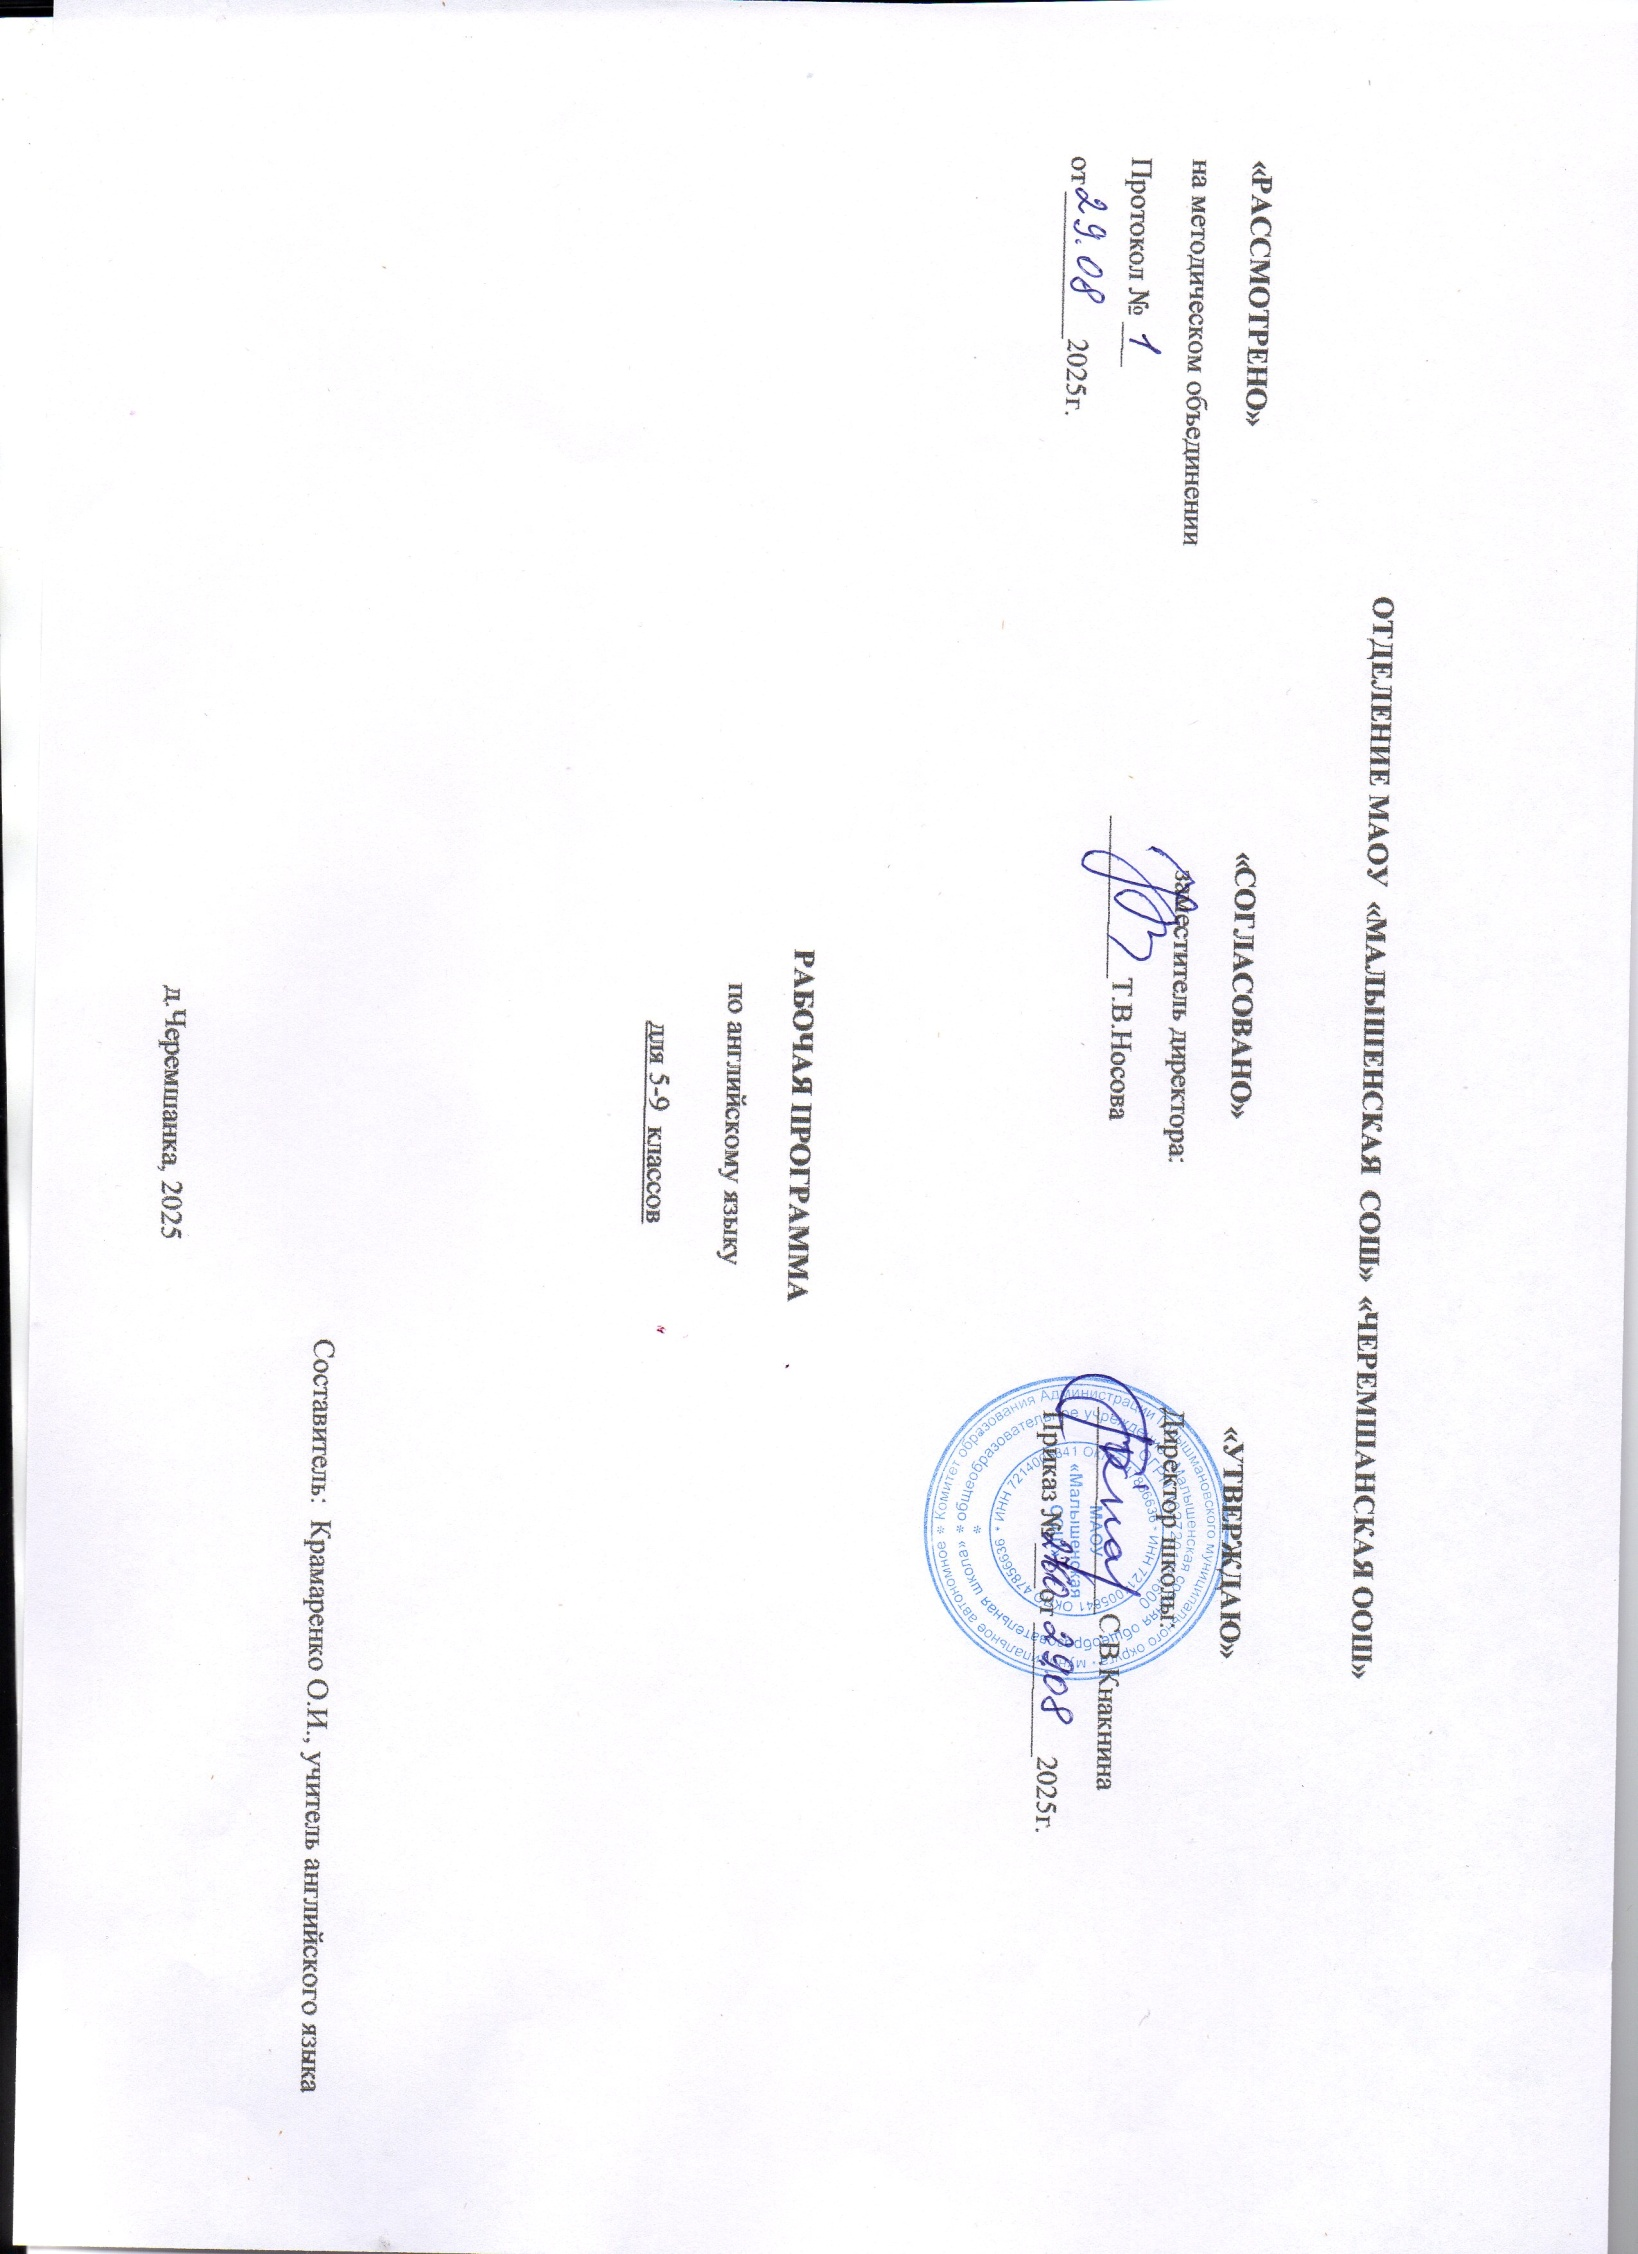 ОТДЕЛЕНИЕ МАОУ «МАЛЫШЕНСКАЯ СОШ» «ЧЕРЕМШАНСКАЯ ООШ»
«РАССМОТРЕНО»
на методическом объединении
Протокол № 1
от 29.08 2025г.
«СОГЛАСОВАНО»
заместитель директора:
Т.В.Носова
«УТВЕРЖДАЮ»
Директор школы:
С.В.Кнакнина
Приказ № от 29.08 2025г.
МАОУ
«Малышенская
РАБОЧАЯ ПРОГРАММА
по английскому языку
для 5-9 классов
Составитель: Крамаренко О.И., учитель английского языка
д.Черемшанка, 2025